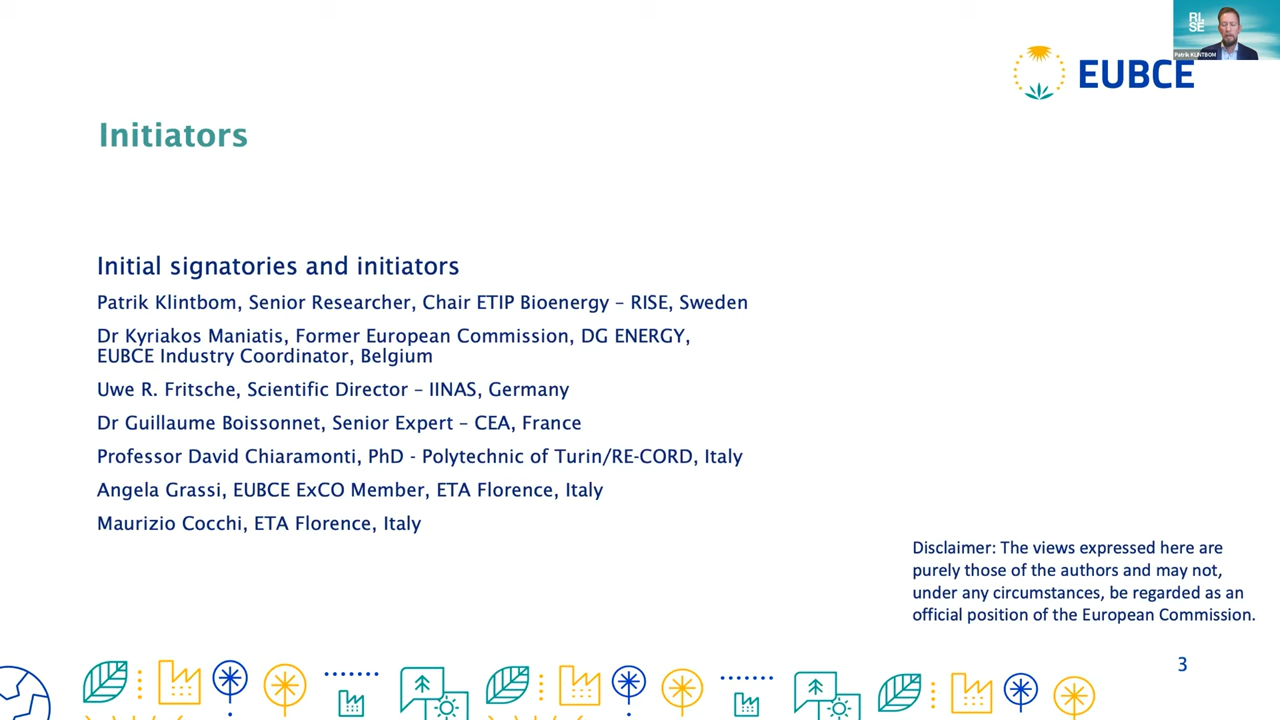 RI.
SE
Patrik KLINTBOM
EUBCE
Initiators
Initial signatories and initiators
Patrik Klintbom, Senior Researcher, Chair ETIP Bioenergy – RISE, Sweden
Dr Kyriakos Maniatis, Former European Commission, DG ENERGY,
EUBCE Industry Coordinator, Belgium
Uwe R. Fritsche, Scientific Director – IINAS, Germany
Dr Guillaume Boissonnet, Senior Expert – CEA, France
Professor David Chiaramonti, PhD - Polytechnic of Turin/RE-CORD, Italy
Angela Grassi, EUBCE ExCO Member, ETA Florence, Italy
Maurizio Cocchi, ETA Florence, Italy
Disclaimer: The views expressed here are
purely those of the authors and may not,
under any circumstances, be regarded as an
official position of the European Commission.
3